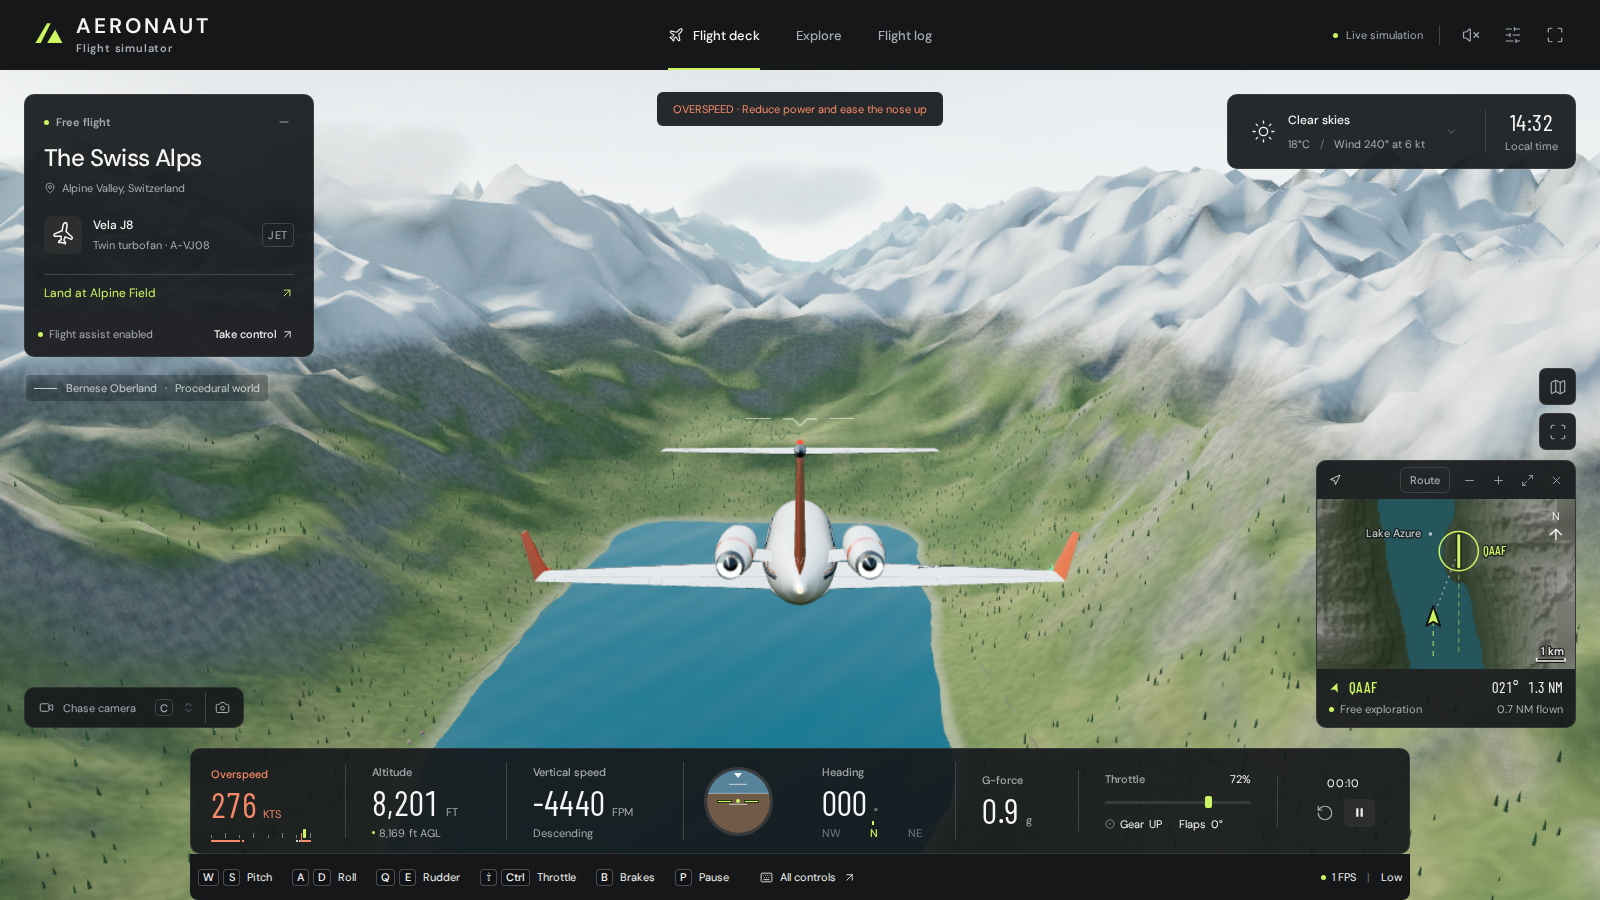 AERONAUT
Flight simulator
Flight deck
Explore
Flight log
Live simulation
OVERSPEED · Reduce power and ease the nose up
Free flight
The Swiss Alps
Alpine Valley, Switzerland
Vela J8
Twin turbofan · A-VJ08
JET
Land at Alpine Field
Flight assist enabled
Take control
Bernese Oberland · Procedural world
Clear skies
18°C / Wind 240° at 6 kt
14:32
Local time
Route
Lake Azure
N
QAAF
1 km
QAAF
021° 1.3 NM
Free exploration
0.7 NM flown
Chase camera
C
Overspeed
276 KTS
Altitude
8,201 FT
8,169 ft AGL
Vertical speed
-4440 FPM
Descending
Heading
000 °
NW N NE
G-force
0.9 g
Throttle 72%
Gear UP Flaps 0°
00:10
W S Pitch
A D Roll
Q E Rudder
⇧ Ctrl Throttle
B Brakes
P Pause
All controls
1 FPS | Low